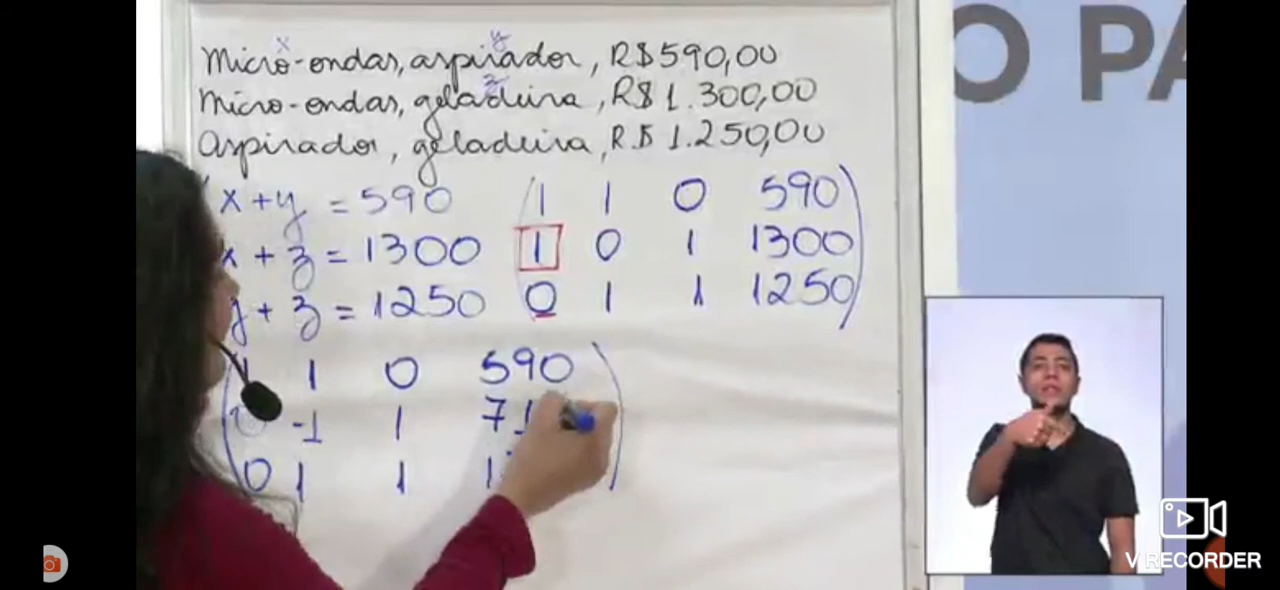 x y
Micro-ondas, aspirador, R$590,00
z
Micro-ondas, geladeira, R$ 1.300,00
Aspirador, geladeira, R$ 1.250,00
x + y = 590
x + z = 1300
y + z = 1250
1 1 0 590
1 0 1 1300
0 1 1 1250
1 0 590
-1 1
0 1 1
O PA
V RECORDER